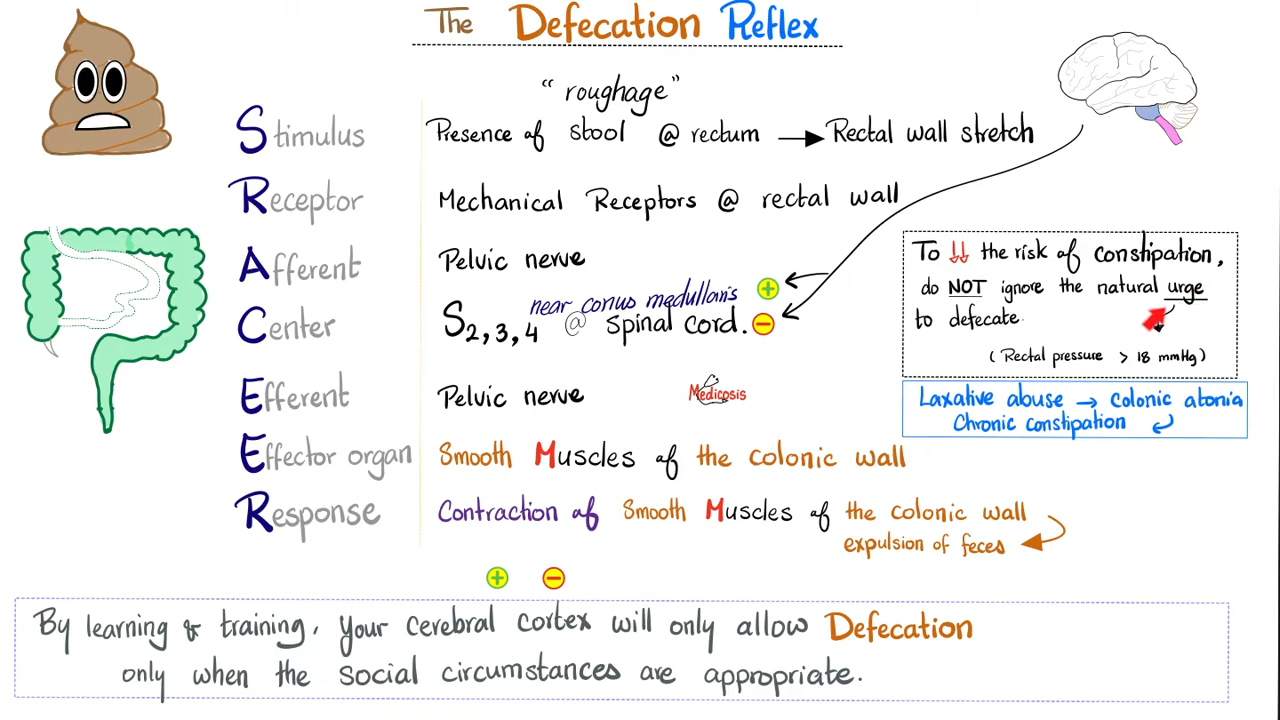 The Defecation Reflex
"roughage"
Stimulus Presence of stool @ rectum → Rectal wall stretch
Receptor Mechanical Receptors @ rectal wall
Afferent Pelvic nerve
near conus medullaris +
Center S2,3,4 @ spinal cord. −
Efferent Pelvic nerve
Medicosis
Effector organ Smooth Muscles of the colonic wall
Response Contraction of Smooth Muscles of the colonic wall
expulsion of feces
To ↓↓ the risk of constipation,
do NOT ignore the natural urge
to defecate.
(Rectal pressure > 18 mmHg)
Laxative abuse → Colonic atonia
Chronic constipation
+ −
By learning & training, your cerebral cortex will only allow Defecation
only when the social circumstances are appropriate.